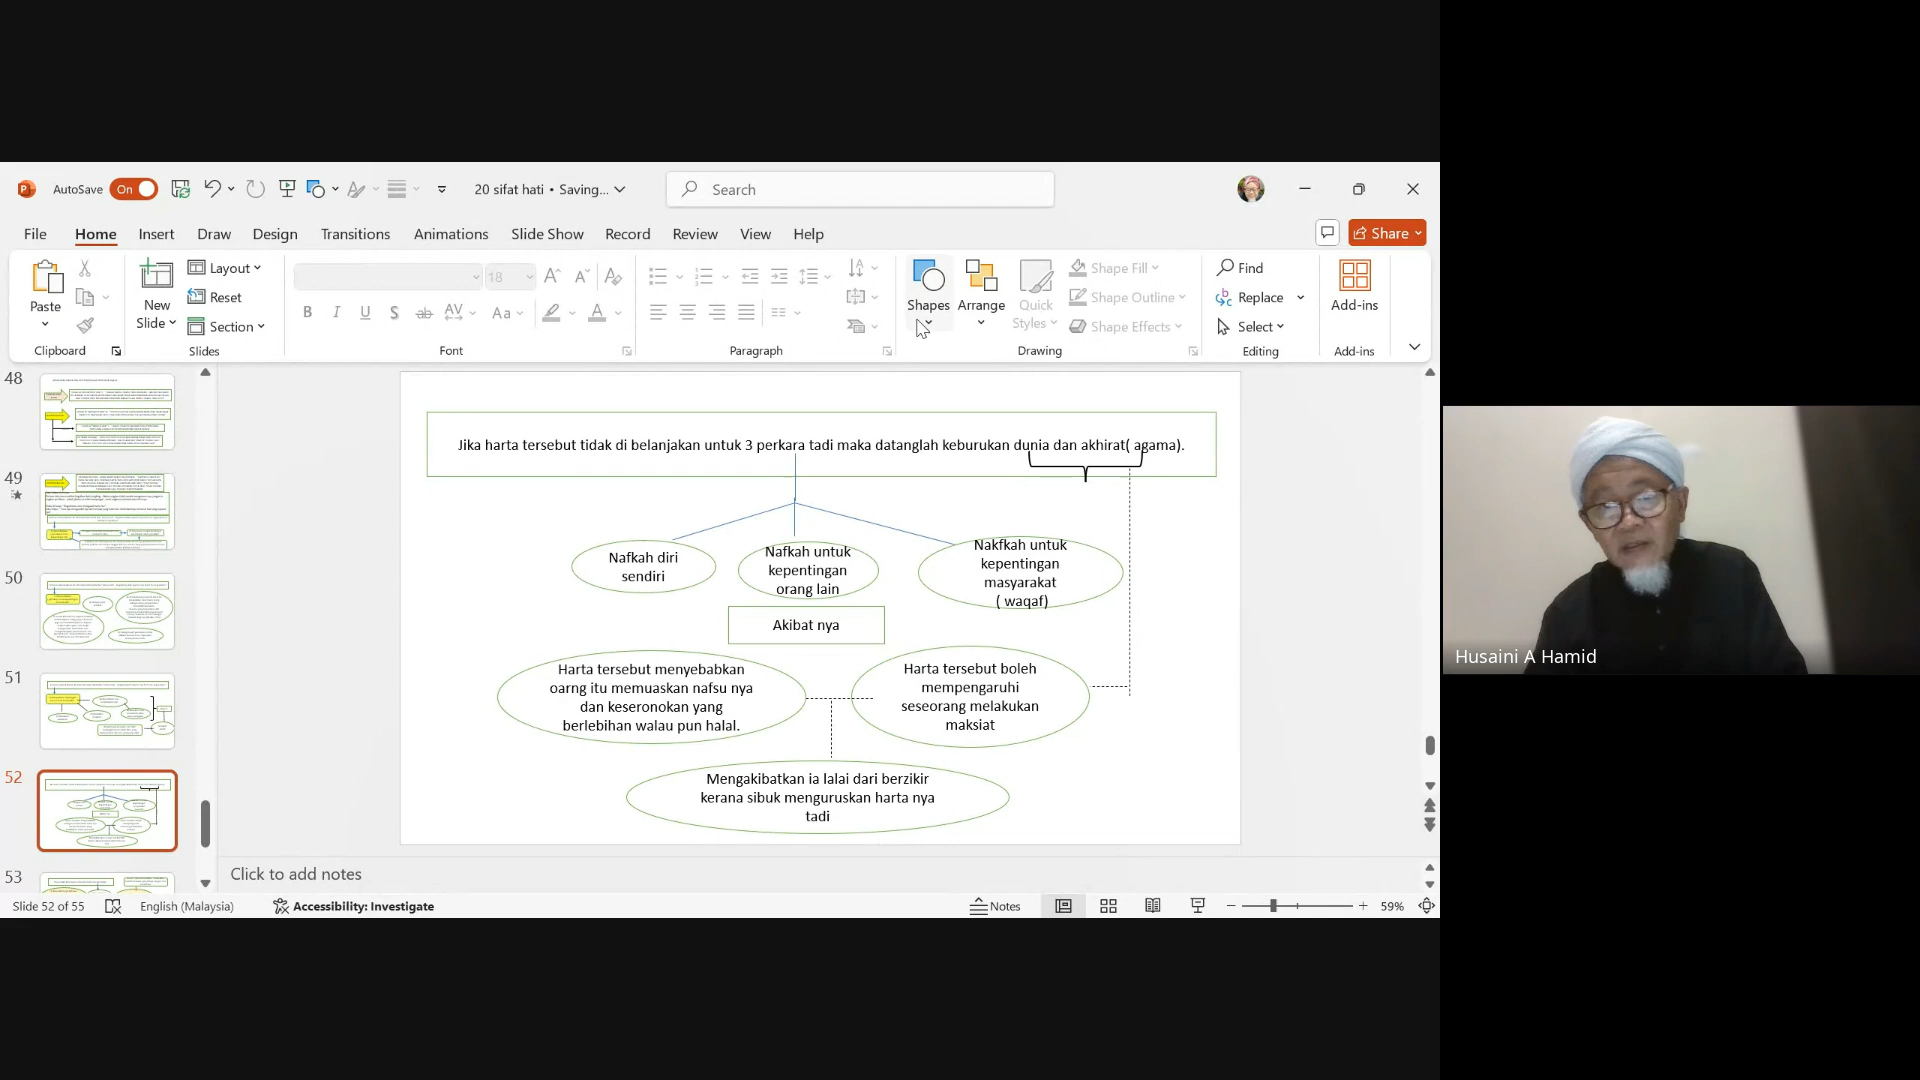 AutoSave On
20 sifat hati • Saving...
Search
File Home Insert Draw Design Transitions Animations Slide Show Record Review View Help
Share
Paste
Clipboard
New
Slide
Layout
Reset
Section
Slides
18
Font
Paragraph
Shapes
Arrange
Quick
Styles
Shape Fill
Shape Outline
Shape Effects
Drawing
Find
Replace
Select
Editing
Add-ins
Add-ins
48
49
50
51
52
53
Jika harta tersebut tidak di belanjakan untuk 3 perkara tadi maka datanglah keburukan dunia dan akhirat( agama).
Nafkah diri
sendiri
Nafkah untuk
kepentingan
orang lain
Nakfkah untuk
kepentingan
masyarakat
( waqaf)
Akibat nya
Harta tersebut menyebabkan
oarng itu memuaskan nafsu nya
dan keseronokan yang
berlebihan walau pun halal.
Harta tersebut boleh
mempengaruhi
seseorang melakukan
maksiat
Mengakibatkan ia lalai dari berzikir
kerana sibuk menguruskan harta nya
tadi
Click to add notes
Slide 52 of 55 English (Malaysia) Accessibility: Investigate Notes 59%
Husaini A Hamid